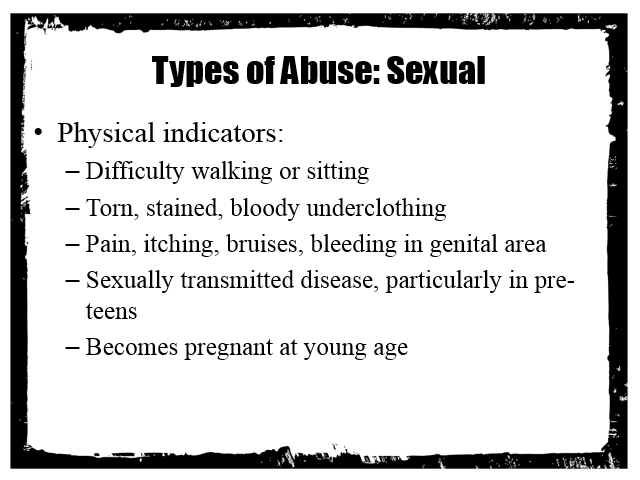 Types of Abuse: Sexual
• Physical indicators:
– Difficulty walking or sitting
– Torn, stained, bloody underclothing
– Pain, itching, bruises, bleeding in genital area
– Sexually transmitted disease, particularly in pre-
teens
– Becomes pregnant at young age